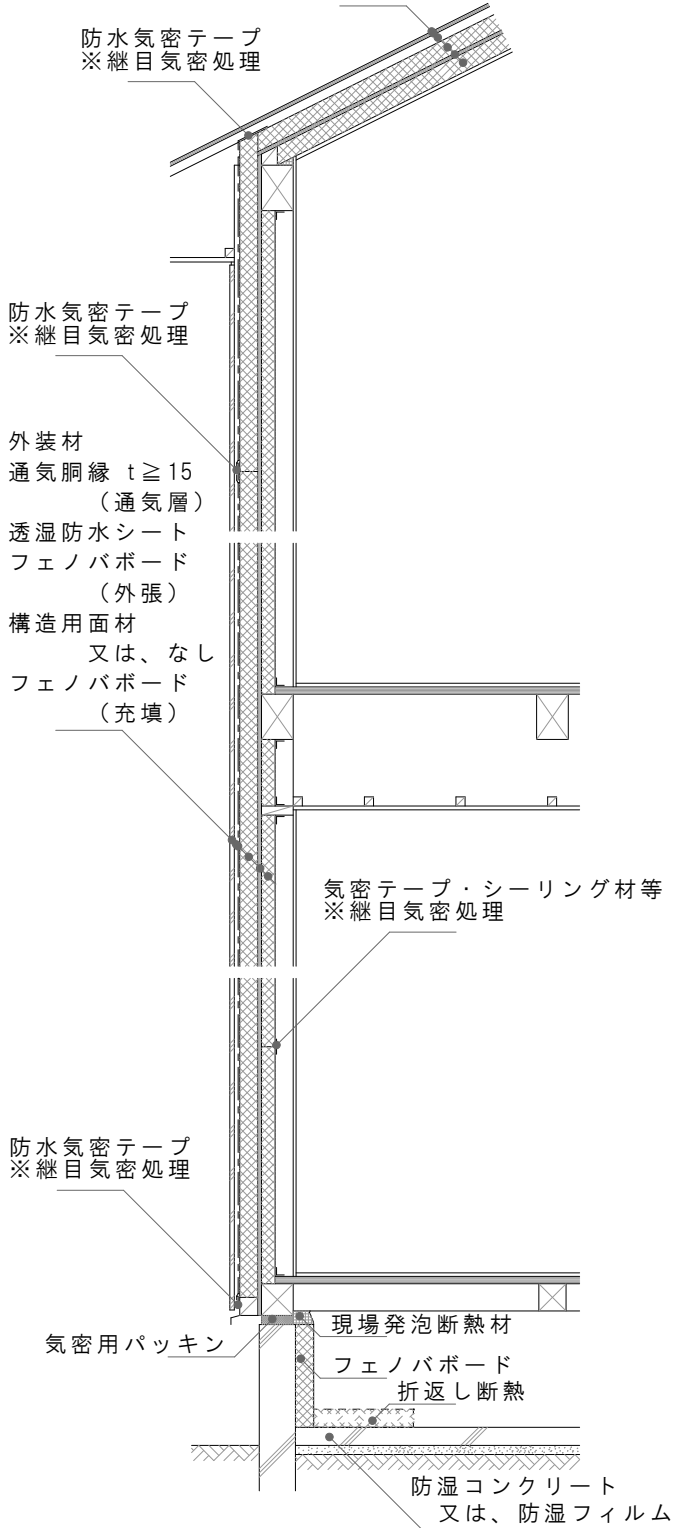 防水気密テープ
※継目気密処理
防水気密テープ
※継目気密処理
外装材
通気胴縁 t≧15
（通気層）
透湿防水シート
フェノバボード
（外張）
構造用面材
又は、なし
フェノバボード
（充填）
気密テープ・シーリング材等
※継目気密処理
防水気密テープ
※継目気密処理
現場発泡断熱材
気密用パッキン
フェノバボード
折返し断熱
防湿コンクリート
又は、防湿フィルム